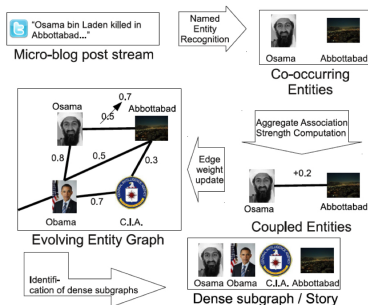 "Osama bin Laden killed in
Abbottabad..."
Micro-blog post stream
Named
Entity
Recognition
Osama Abbottabad
Co-occurring
Entities
Aggregate Association
Strength Computation
+0.2
Osama Abbottabad
Coupled Entities
Edge
weight
update
0.7
Osama Abbottabad
0.5
0.8 0.5 0.3
0.7
Obama C.I.A.
Evolving Entity Graph
Identifi-
cation of dense subgraphs
Osama Obama C.I.A. Abbottabad
Dense subgraph / Story